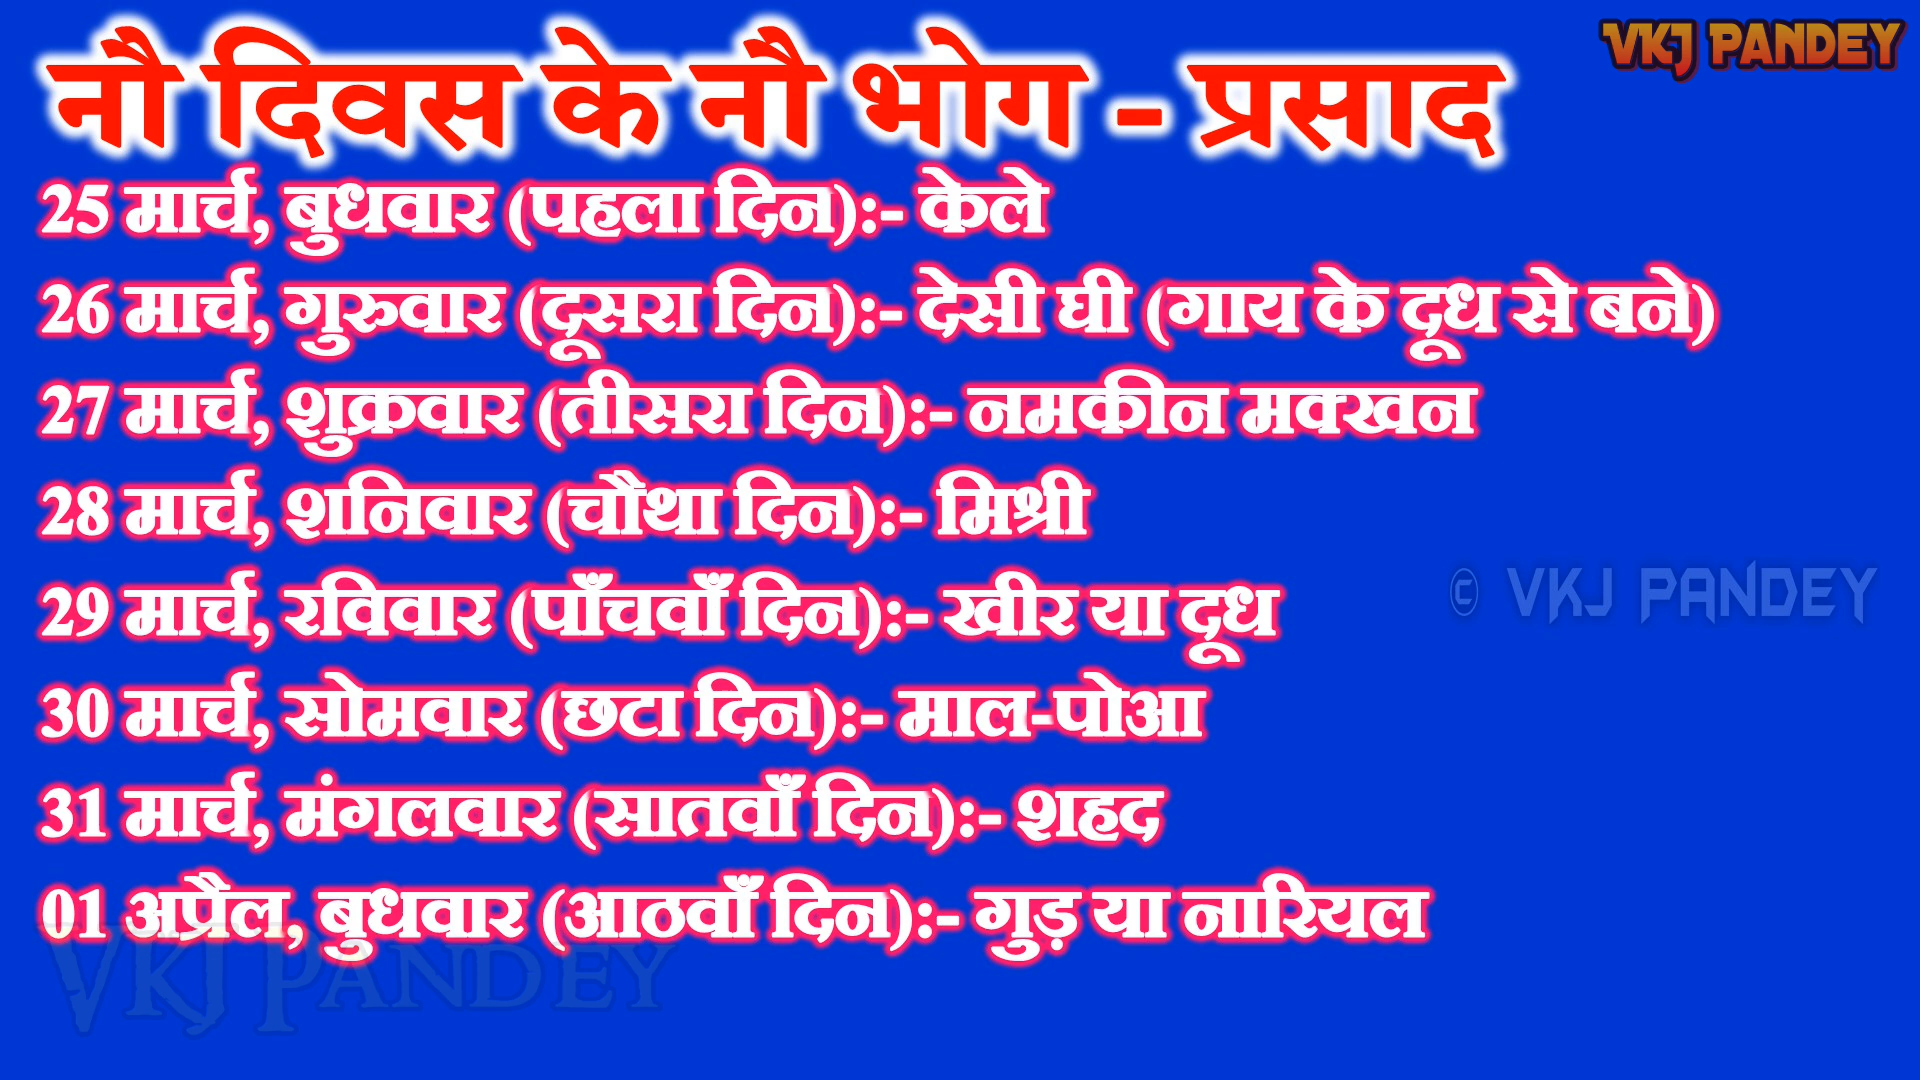 नौ दिवस के नौ भोग - प्रसाद
VKJ PANDEY
25 मार्च, बुधवार (पहला दिन):- केले
26 मार्च, गुरुवार (दूसरा दिन):- देसी घी (गाय के दूध से बने)
27 मार्च, शुक्रवार (तीसरा दिन):- नमकीन मक्खन
28 मार्च, शनिवार (चौथा दिन):- मिश्री
29 मार्च, रविवार (पाँचवाँ दिन):- खीर या दूध
© VKJ PANDEY
30 मार्च, सोमवार (छटा दिन):- माल-पोआ
31 मार्च, मंगलवार (सातवाँ दिन):- शहद
01 अप्रैल, बुधवार (आठवाँ दिन):- गुड़ या नारियल
VKJ PANDEY